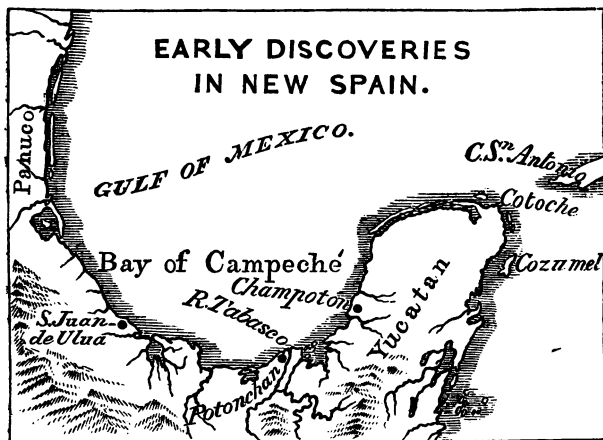 EARLY DISCOVERIES
IN NEW SPAIN.
GULF OF MEXICO.
Panuco
C. Sn. Antonio
Cotoche
Bay of Campeché
Cozumel
Champoton
R. Tabasco
Yucatan
S. Juan
de Uluá
Potonchan